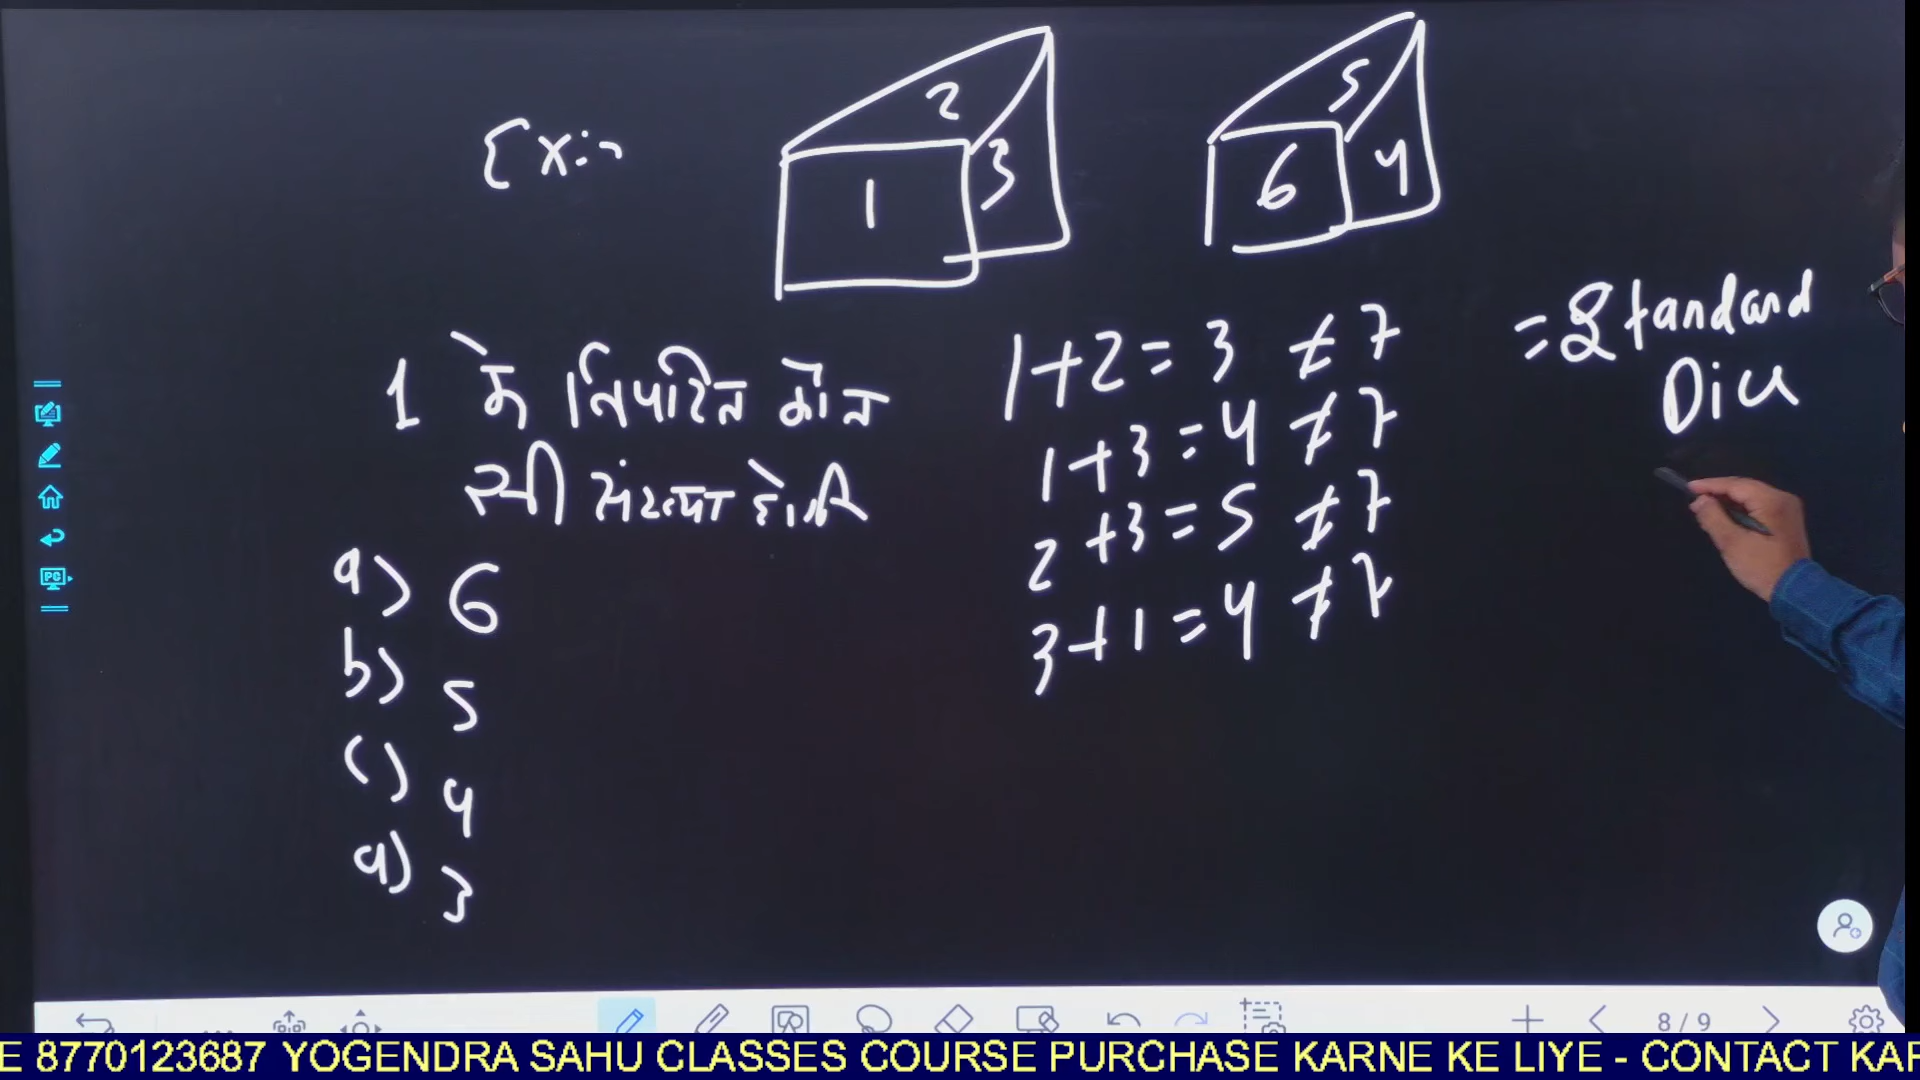 Ex:-
2
1
3
5
6
4
1 के विपरित कौन
सी संख्या होगी
a) 6
b) 5
c) 4
d) 3
1+2=3 ≠ 7
1+3=4 ≠ 7
2+3=5 ≠ 7
3+1=4 ≠ 7
= Standard
Dice
PC
8/9
E 8770123687 YOGENDRA SAHU CLASSES COURSE PURCHASE KARNE KE LIYE - CONTACT KAR